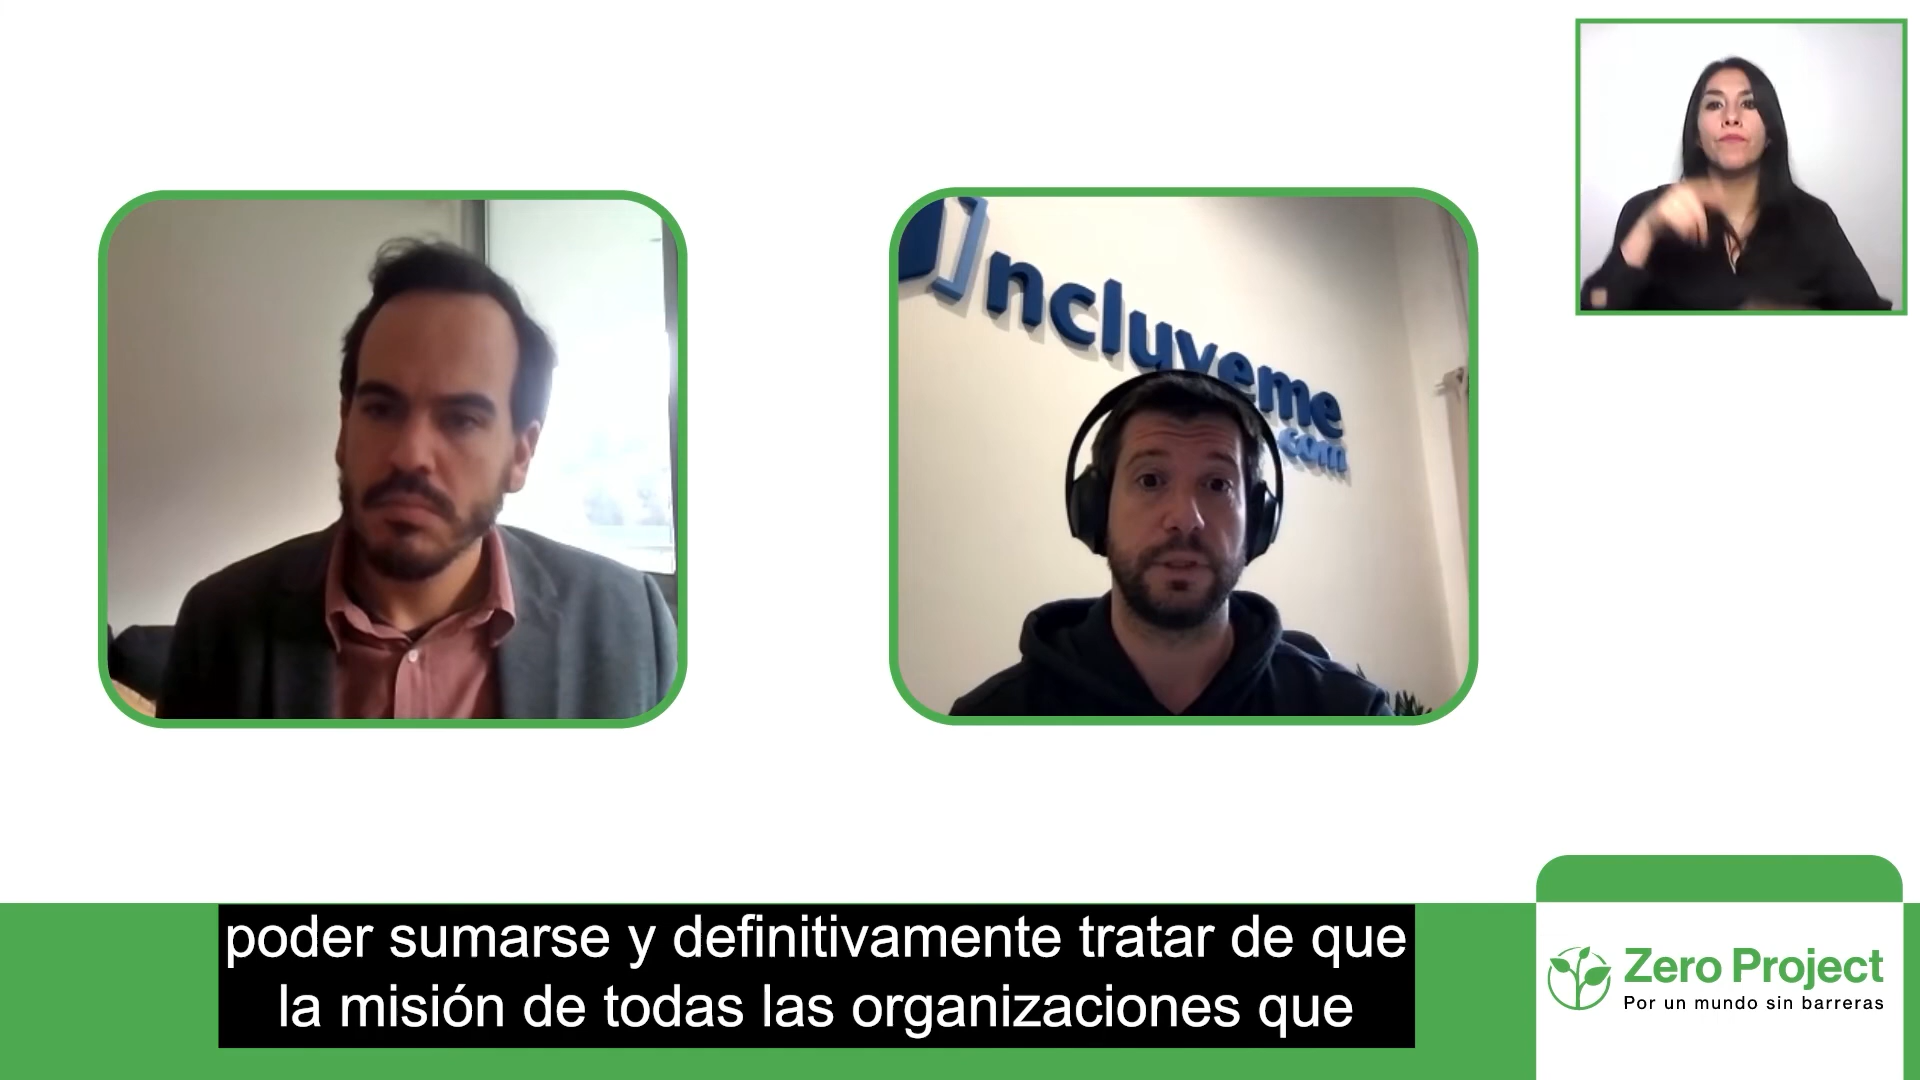 ncluyeme
.com
poder sumarse y definitivamente tratar de que
la misión de todas las organizaciones que
Zero Project
Por un mundo sin barreras